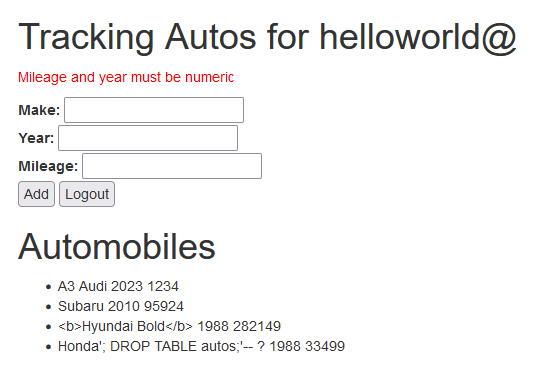 Tracking Autos for helloworld@
Mileage and year must be numeric
Make:
Year:
Mileage:
Add Logout
Automobiles
• A3 Audi 2023 1234
• Subaru 2010 95924
• <b>Hyundai Bold</b> 1988 282149
• Honda'; DROP TABLE autos;'-- ? 1988 33499